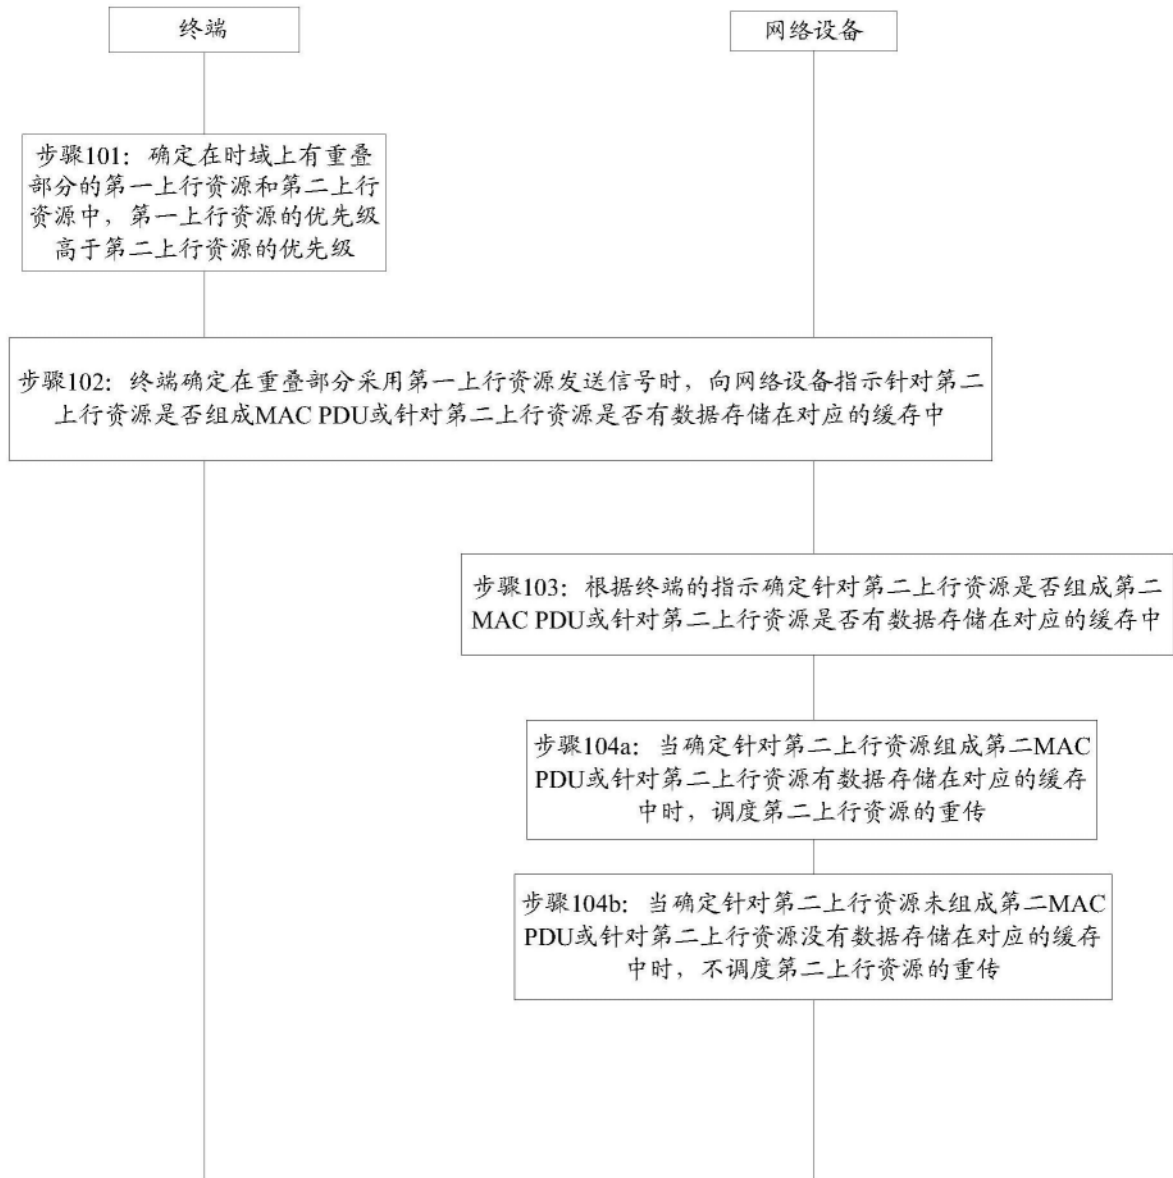 终端
网络设备
步骤101：确定在时域上有重叠
部分的第一上行资源和第二上行
资源中，第一上行资源的优先级
高于第二上行资源的优先级
步骤102：终端确定在重叠部分采用第一上行资源发送信号时，向网络设备指示针对第二
上行资源是否组成MAC PDU或针对第二上行资源是否有数据存储在对应的缓存中
步骤103：根据终端的指示确定针对第二上行资源是否组成第二
MAC PDU或针对第二上行资源是否有数据存储在对应的缓存中
步骤104a：当确定针对第二上行资源组成第二MAC
PDU或针对第二上行资源有数据存储在对应的缓存
中时，调度第二上行资源的重传
步骤104b：当确定针对第二上行资源未组成第二MAC
PDU或针对第二上行资源没有数据存储在对应的缓存
中时，不调度第二上行资源的重传